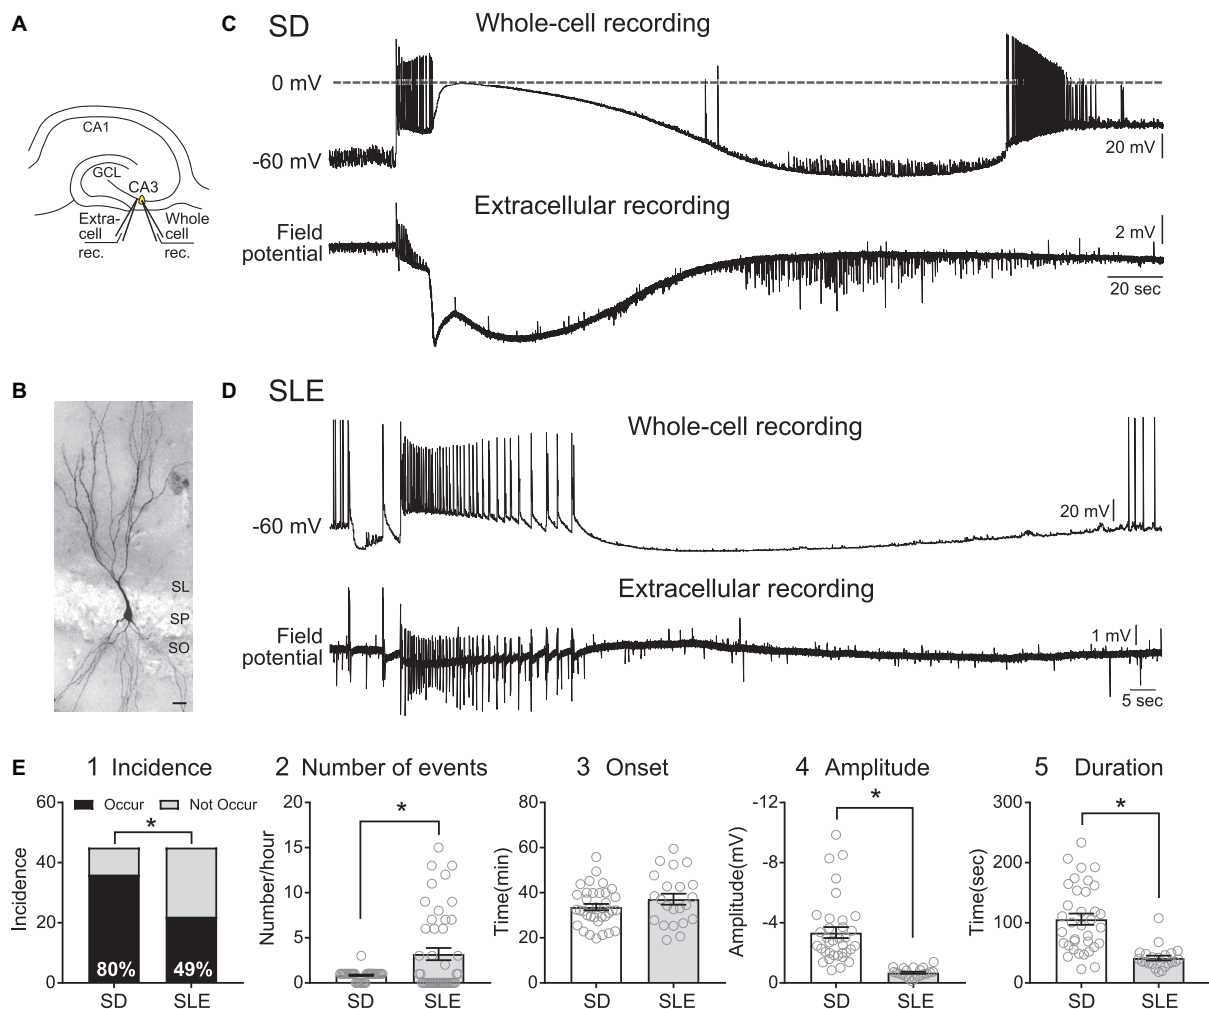 A
CA1
GCL
CA3
Extra-
cell
rec.
Whole
cell
rec.
B
SL
SP
SO
C SD
Whole-cell recording
0 mV
-60 mV
20 mV
Extracellular recording
Field
potential
2 mV
20 sec
D SLE
Whole-cell recording
-60 mV
20 mV
Extracellular recording
Field
potential
1 mV
5 sec
E
1 Incidence
Occur Not Occur
*
Incidence
60
40
20
0
80% 49%
SD SLE
2 Number of events
*
Number/hour
20
15
10
5
0
SD SLE
3 Onset
Time(min)
80
60
40
20
0
SD SLE
4 Amplitude
*
Amplitude(mV)
-12
-8
-4
0
SD SLE
5 Duration
*
Time(sec)
300
200
100
0
SD SLE